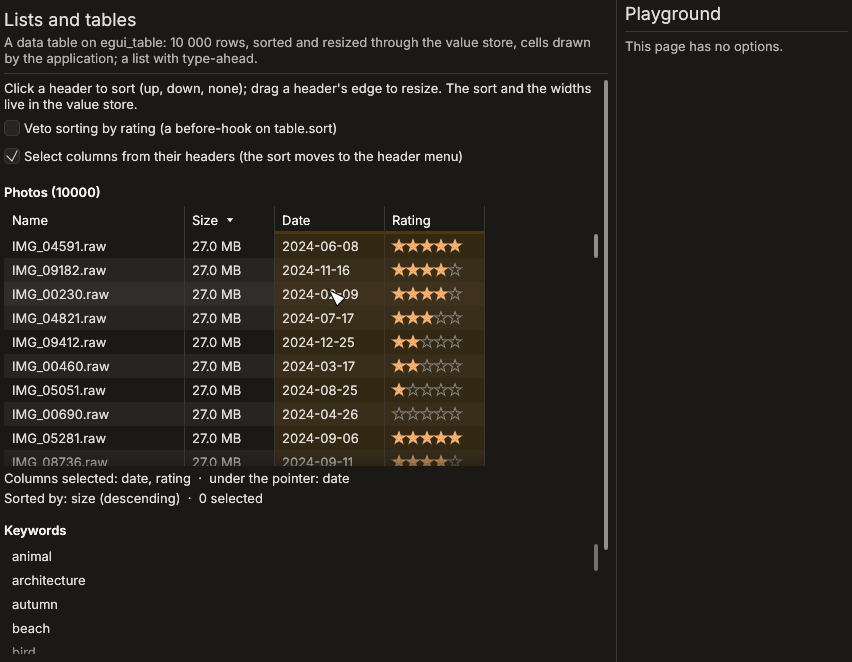 Lists and tables
A data table on egui_table: 10 000 rows, sorted and resized through the value store, cells drawn
by the application; a list with type-ahead.
Click a header to sort (up, down, none); drag a header's edge to resize. The sort and the widths
live in the value store.
Veto sorting by rating (a before-hook on table.sort)
Select columns from their headers (the sort moves to the header menu)
Photos (10000)
Name Size Date Rating
IMG_04591.raw 27.0 MB 2024-06-08
IMG_09182.raw 27.0 MB 2024-11-16
IMG_00230.raw 27.0 MB
IMG_04821.raw 27.0 MB 2024-07-17
IMG_09412.raw 27.0 MB 2024-12-25
IMG_00460.raw 27.0 MB 2024-03-17
IMG_05051.raw 27.0 MB 2024-08-25
IMG_00690.raw 27.0 MB 2024-04-26
IMG_05281.raw 27.0 MB 2024-09-06
IMG_08736.raw 27.0 MB 2024-09-11
Columns selected: date, rating · under the pointer: date
Sorted by: size (descending) · 0 selected
Keywords
animal
architecture
autumn
beach
bird
Playground
This page has no options.